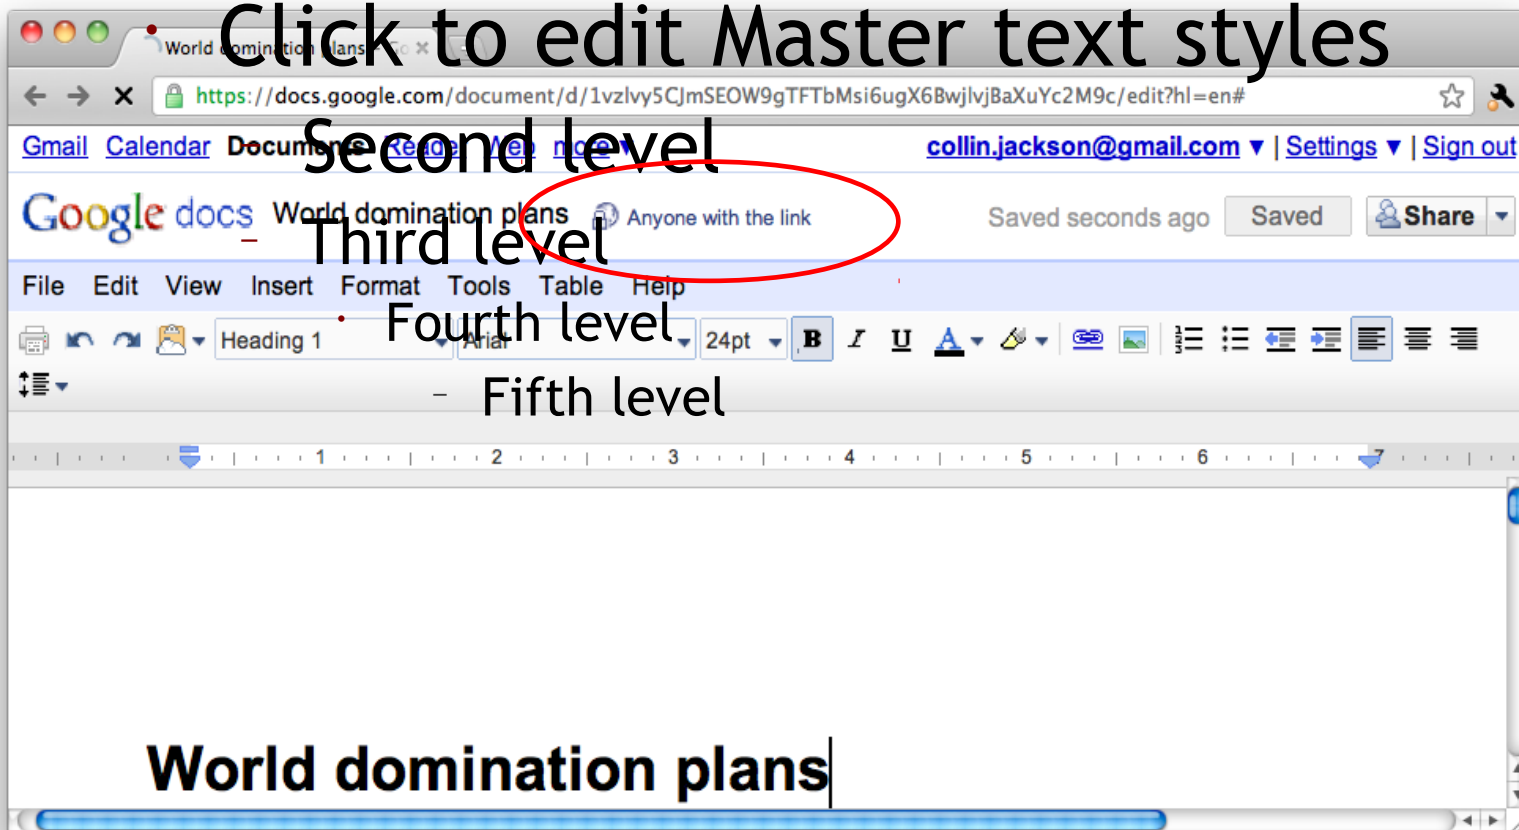 Click to edit Master text styles
World domination plans - Go
https://docs.google.com/document/d/1vzlvy5CJmSEOW9gTFTbMsi6ugX6BwjlvjBaXuYc2M9c/edit?hl=en#
Second level
Gmail Calendar Documents Reader Web more ▼ collin.jackson@gmail.com ▼ | Settings ▼ | Sign out
Google docs World domination plans Anyone with the link Saved seconds ago Saved Share
Third level
File Edit View Insert Format Tools Table Help
Fourth level
Heading 1 Arial 24pt B I U A
Fifth level
1 2 3 4 5 6 7
World domination plans